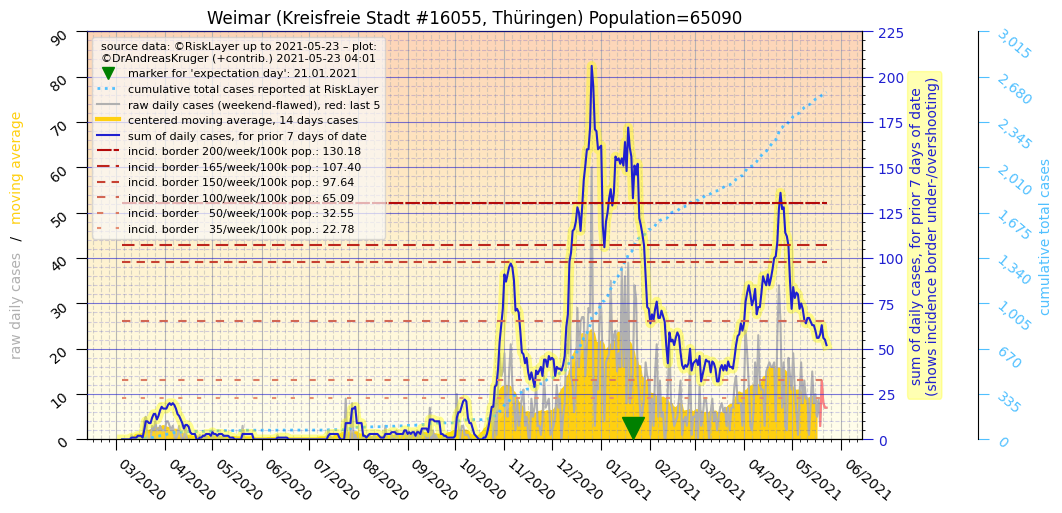 Weimar (Kreisfreie Stadt #16055, Thüringen) Population=65090
source data: ©RiskLayer up to 2021-05-23 – plot:
©DrAndreasKruger (+contrib.) 2021-05-23 04:01
marker for 'expectation day': 21.01.2021
cumulative total cases reported at RiskLayer
raw daily cases (weekend-flawed), red: last 5
centered moving average, 14 days cases
sum of daily cases, for prior 7 days of date
incid. border 200/week/100k pop.: 130.18
incid. border 165/week/100k pop.: 107.40
incid. border 150/week/100k pop.: 97.64
incid. border 100/week/100k pop.: 65.09
incid. border   50/week/100k pop.: 32.55
incid. border   35/week/100k pop.: 22.78
raw daily cases / moving average
90
80
70
60
50
40
30
20
10
0
03/2020
04/2020
05/2020
06/2020
07/2020
08/2020
09/2020
10/2020
11/2020
12/2020
01/2021
02/2021
03/2021
04/2021
05/2021
06/2021
225
200
175
150
125
100
75
50
25
0
sum of daily cases, for prior 7 days of date
(shows incidence border under-/overshooting)
3,015
2,680
2,345
2,010
1,675
1,340
1,005
670
335
0
cumulative total cases